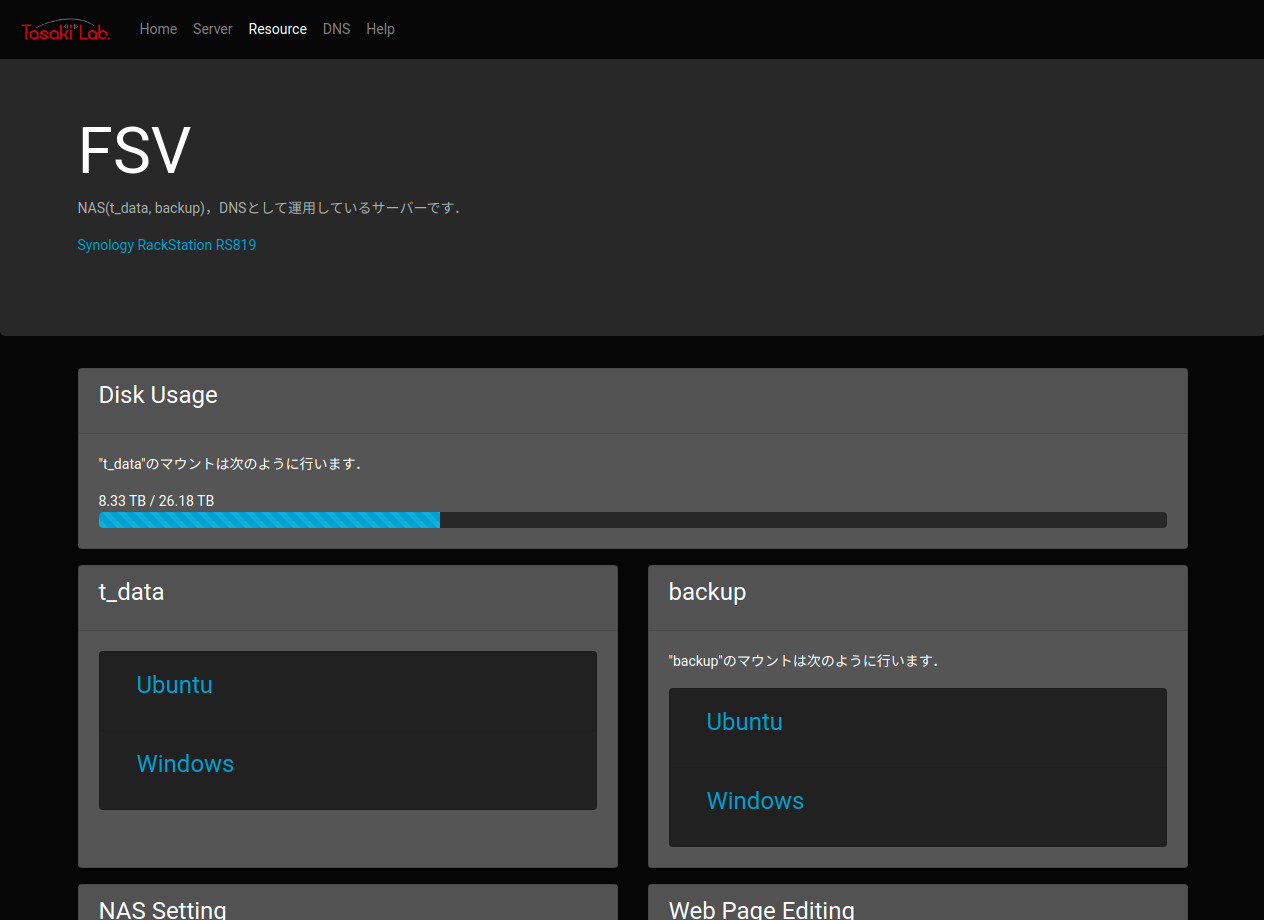 Tasaki Lab.
Home Server Resource DNS Help
FSV
NAS(t_data, backup)，DNSとして運用しているサーバーです．
Synology RackStation RS819
Disk Usage
"t_data"のマウントは次のように行います．
8.33 TB / 26.18 TB
t_data
Ubuntu
Windows
backup
"backup"のマウントは次のように行います．
Ubuntu
Windows
NAS Setting
Web Page Editing